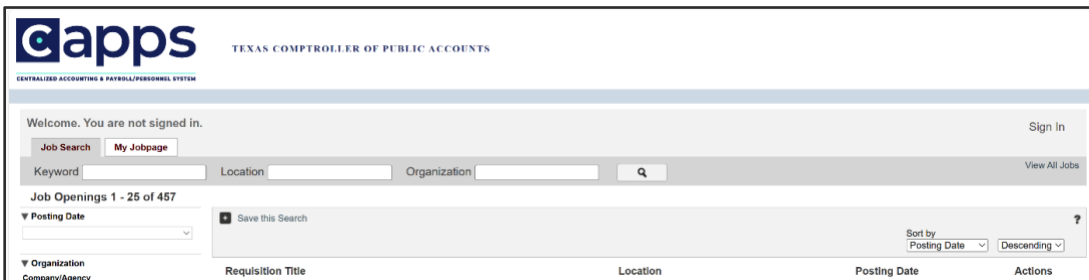 capps
TEXAS COMPTROLLER OF PUBLIC ACCOUNTS
CENTRALIZED ACCOUNTING & PAYROLL/PERSONNEL SYSTEM
Welcome. You are not signed in.
Sign In
Job Search My Jobpage
Keyword Location Organization
View All Jobs
Job Openings 1 - 25 of 457
Posting Date
Save this Search
?
Sort by
Posting Date Descending
Organization
Company/Agency
Requisition Title Location Posting Date Actions